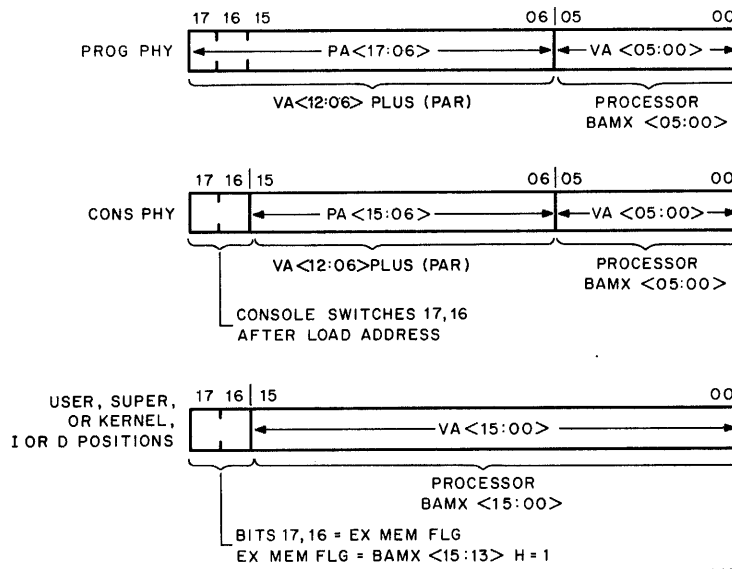 17 16 15 06 05 00
PROG PHY PA<17:06> VA <05:00>
VA<12:06> PLUS (PAR) PROCESSOR
BAMX <05:00>
17 16 15 06 05 00
CONS PHY PA<15:06> VA <05:00>
VA<12:06>PLUS (PAR) PROCESSOR
BAMX <05:00>
CONSOLE SWITCHES 17,16
AFTER LOAD ADDRESS
17 16 15 00
USER, SUPER,
OR KERNEL,
I OR D POSITIONS
VA<15:00>
PROCESSOR
BAMX <15:00>
BITS 17,16 = EX MEM FLG
EX MEM FLG = BAMX <15:13> H = 1